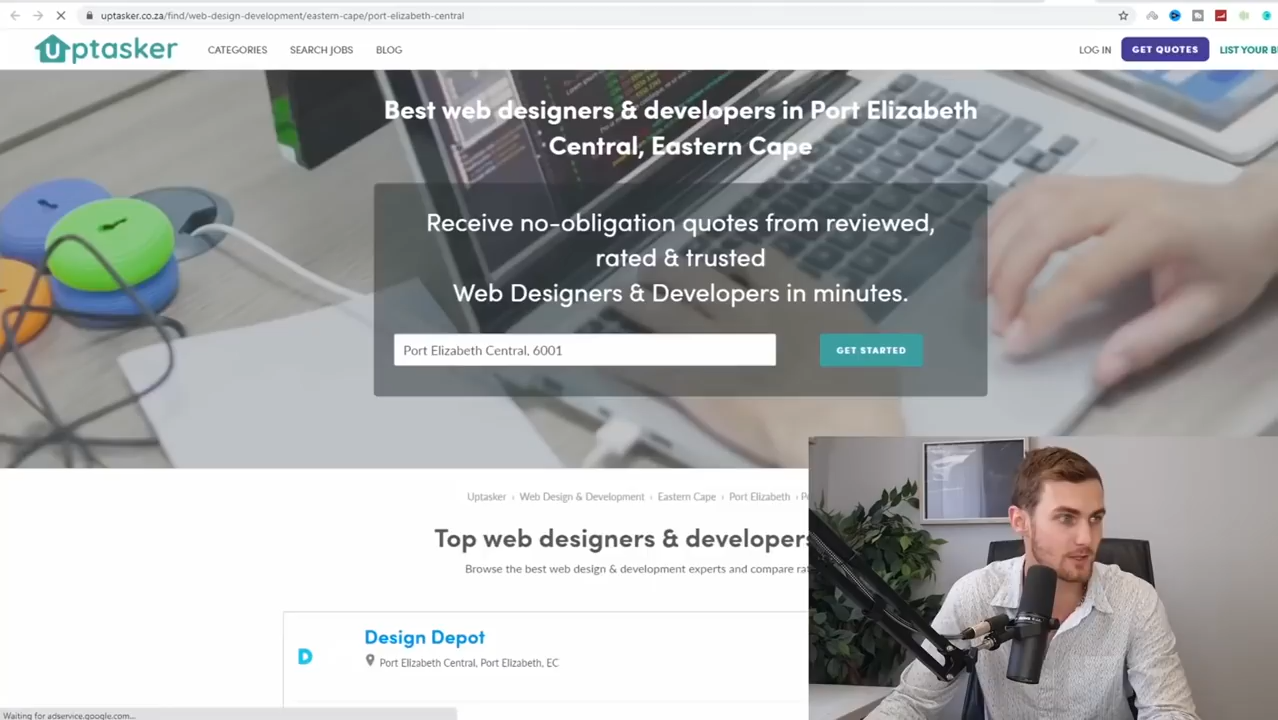 uptasker.co.za/find/web-design-development/eastern-cape/port-elizabeth-central
uptasker
CATEGORIES
SEARCH JOBS
BLOG
LOG IN
GET QUOTES
LIST YOUR B
Best web designers & developers in Port Elizabeth
Central, Eastern Cape
Receive no-obligation quotes from reviewed,
rated & trusted
Web Designers & Developers in minutes.
Port Elizabeth Central, 6001
GET STARTED
Uptasker › Web Design & Development › Eastern Cape › Port Elizabeth › P
Top web designers & developers
Browse the best web design & development experts and compare ra
Design Depot
D
Port Elizabeth Central, Port Elizabeth, EC
Waiting for adservice.google.com...